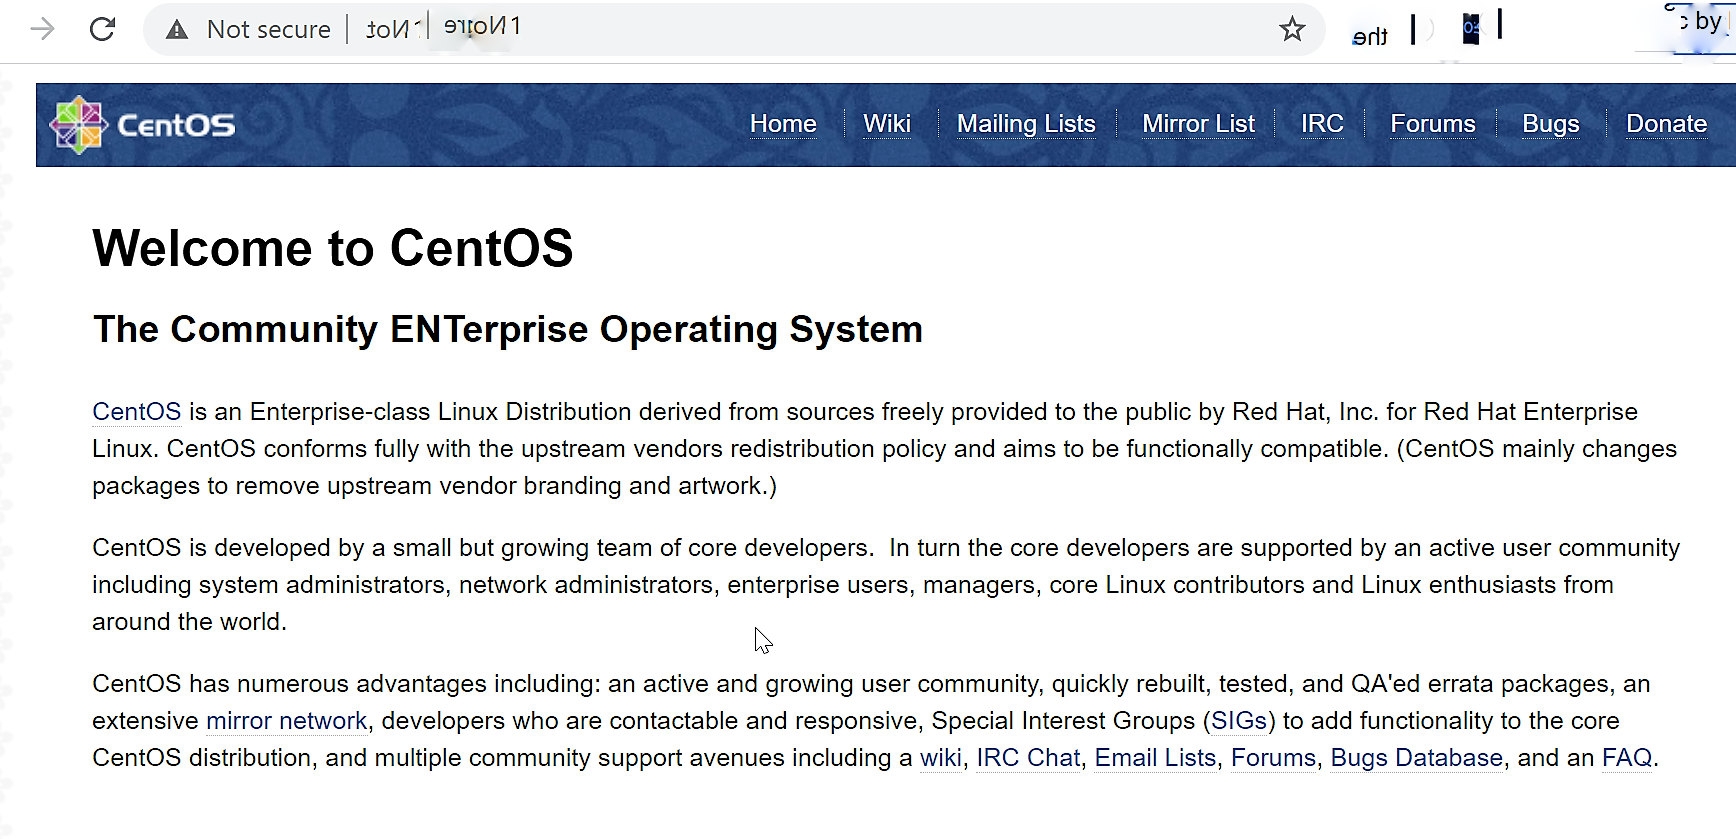 Not secure
the
by
CentOS
Home Wiki Mailing Lists Mirror List IRC Forums Bugs Donate
Welcome to CentOS
The Community ENTerprise Operating System
CentOS is an Enterprise-class Linux Distribution derived from sources freely provided to the public by Red Hat, Inc. for Red Hat Enterprise
Linux. CentOS conforms fully with the upstream vendors redistribution policy and aims to be functionally compatible. (CentOS mainly changes
packages to remove upstream vendor branding and artwork.)
CentOS is developed by a small but growing team of core developers.  In turn the core developers are supported by an active user community
including system administrators, network administrators, enterprise users, managers, core Linux contributors and Linux enthusiasts from
around the world.
CentOS has numerous advantages including: an active and growing user community, quickly rebuilt, tested, and QA'ed errata packages, an
extensive mirror network, developers who are contactable and responsive, Special Interest Groups (SIGs) to add functionality to the core
CentOS distribution, and multiple community support avenues including a wiki, IRC Chat, Email Lists, Forums, Bugs Database, and an FAQ.